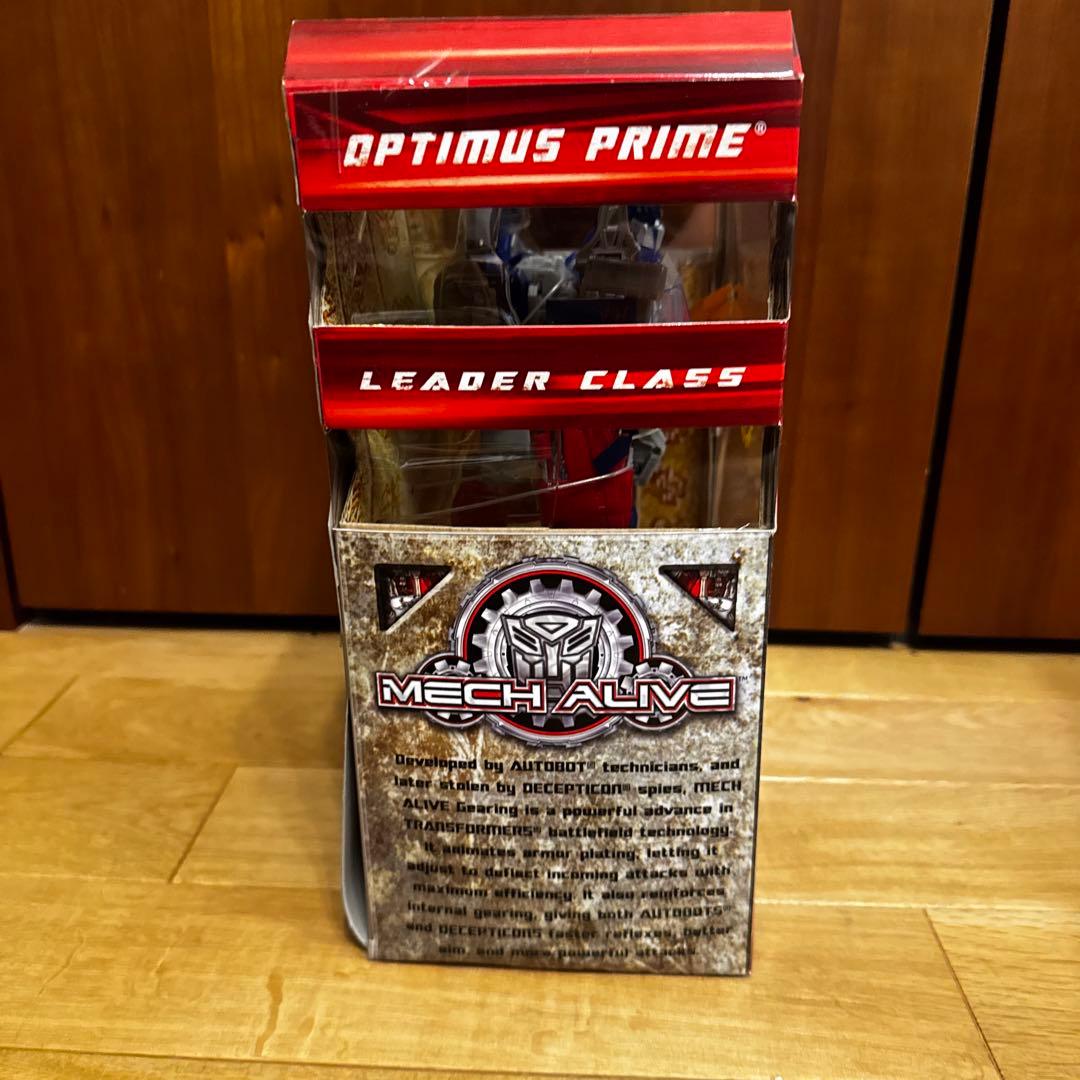 OPTIMUS PRIME®
LEADER CLASS
MECH ALIVE™
Developed by AUTOBOT® technicians, and
later stolen by DECEPTICON® spies, MECH
ALIVE Gearing is a powerful advance in
TRANSFORMERS® battlefield technology.
It animates armor plating, letting it
adjust to deflect incoming attacks with
maximum efficiency. It also reinforces
internal gearing, giving both AUTOBOTS®
and DECEPTICONS faster reflexes, better
aim, and more powerful attacks.